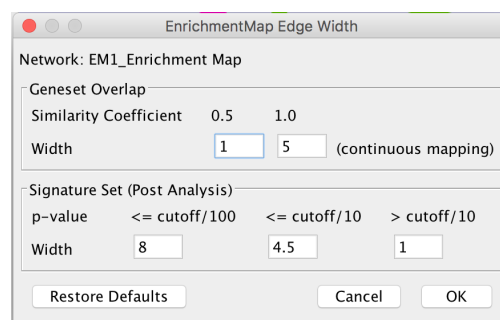 EnrichmentMap Edge Width
Network: EM1_Enrichment Map
Geneset Overlap
Similarity Coefficient 0.5 1.0
Width 1 5 (continuous mapping)
Signature Set (Post Analysis)
p-value <= cutoff/100 <= cutoff/10 > cutoff/10
Width 8 4.5 1
Restore Defaults Cancel OK